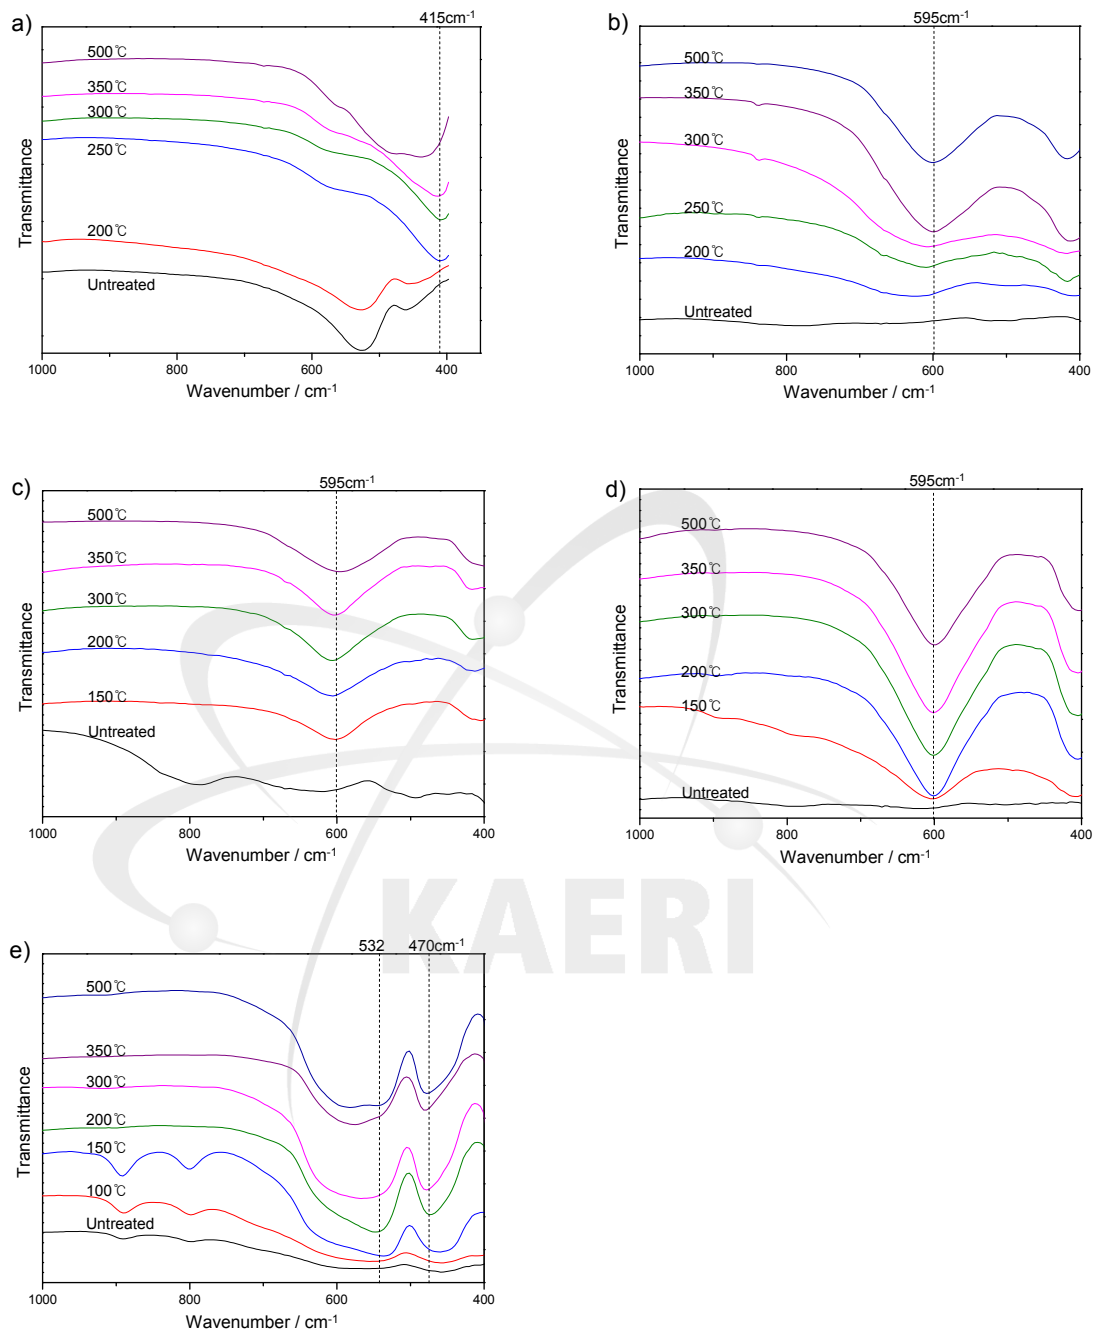 a)
415cm⁻¹
500℃
350℃
300℃
250℃
200℃
Untreated
Transmittance
1000
800
600
400
Wavenumber / cm⁻¹
b)
595cm⁻¹
500℃
350℃
300℃
250℃
200℃
Untreated
Transmittance
1000
800
600
400
Wavenumber / cm⁻¹
c)
595cm⁻¹
500℃
350℃
300℃
200℃
150℃
Untreated
Transmittance
1000
800
600
400
Wavenumber / cm⁻¹
d)
595cm⁻¹
500℃
350℃
300℃
200℃
150℃
Untreated
Transmittance
1000
800
600
400
Wavenumber / cm⁻¹
KAERI
e)
532 470cm⁻¹
500℃
350℃
300℃
200℃
150℃
100℃
Untreated
Transmittance
1000
800
600
400
Wavenumber / cm⁻¹